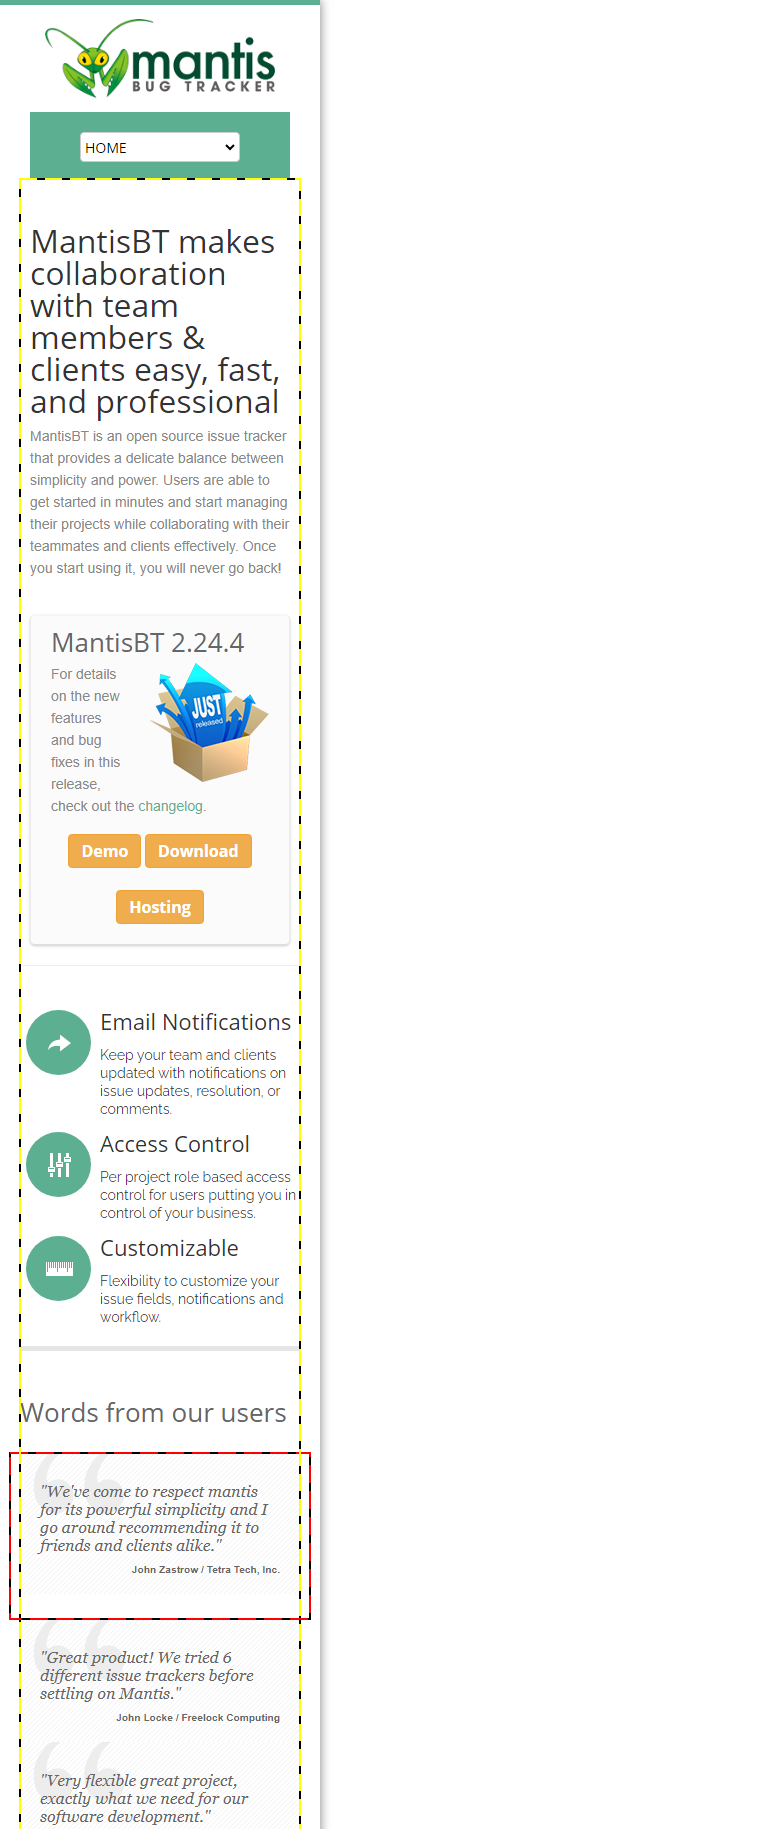 mantis
BUG TRACKER
HOME
MantisBT makes
collaboration
with team
members &
clients easy, fast,
and professional
MantisBT is an open source issue tracker
that provides a delicate balance between
simplicity and power. Users are able to
get started in minutes and start managing
their projects while collaborating with their
teammates and clients effectively. Once
you start using it, you will never go back!
MantisBT 2.24.4
For details
on the new
features
and bug
fixes in this
release,
check out the changelog.
JUST
released
Demo Download
Hosting
Email Notifications
Keep your team and clients
updated with notifications on
issue updates, resolution, or
comments.
Access Control
Per project role based access
control for users putting you in
control of your business.
Customizable
Flexibility to customize your
issue fields, notifications and
workflow.
Words from our users
"We've come to respect mantis
for its powerful simplicity and I
go around recommending it to
friends and clients alike."
John Zastrow / Tetra Tech, Inc.
"Great product! We tried 6
different issue trackers before
settling on Mantis."
John Locke / Freelock Computing
"Very flexible great project,
exactly what we need for our
software development."